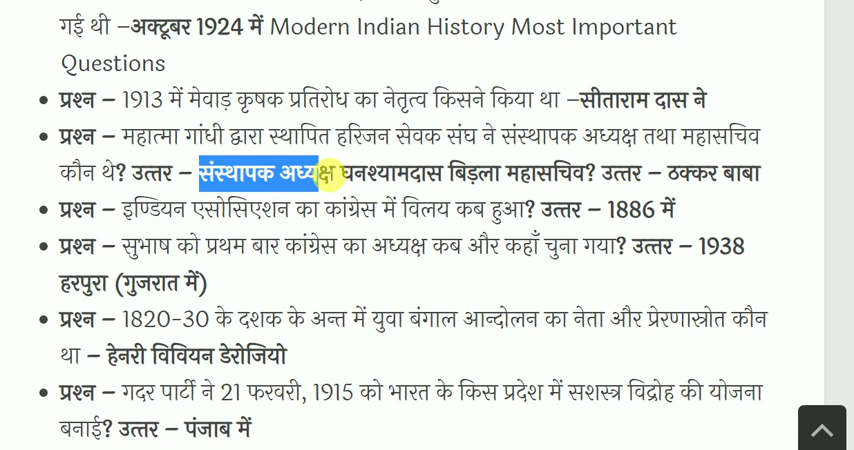 गई थी –अक्टूबर 1924 में Modern Indian History Most Important
Questions
• प्रश्न – 1913 में मेवाड़ कृषक प्रतिरोध का नेतृत्व किसने किया था –सीताराम दास ने
• प्रश्न – महात्मा गांधी द्वारा स्थापित हरिजन सेवक संघ ने संस्थापक अध्यक्ष तथा महासचिव
कौन थे? उत्तर – संस्थापक अध्यक्ष घनश्यामदास बिड़ला महासचिव? उत्तर – ठक्कर बाबा
• प्रश्न – इण्डियन एसोसिएशन का कांग्रेस में विलय कब हुआ? उत्तर – 1886 में
• प्रश्न – सुभाष को प्रथम बार कांग्रेस का अध्यक्ष कब और कहाँ चुना गया? उत्तर – 1938
हरपुरा (गुजरात में)
• प्रश्न – 1820-30 के दशक के अन्त में युवा बंगाल आन्दोलन का नेता और प्रेरणास्त्रोत कौन
था – हेनरी विवियन डेरोजियो
• प्रश्न – गदर पार्टी ने 21 फरवरी, 1915 को भारत के किस प्रदेश में सशस्त्र विद्रोह की योजना
बनाई? उत्तर – पंजाब में